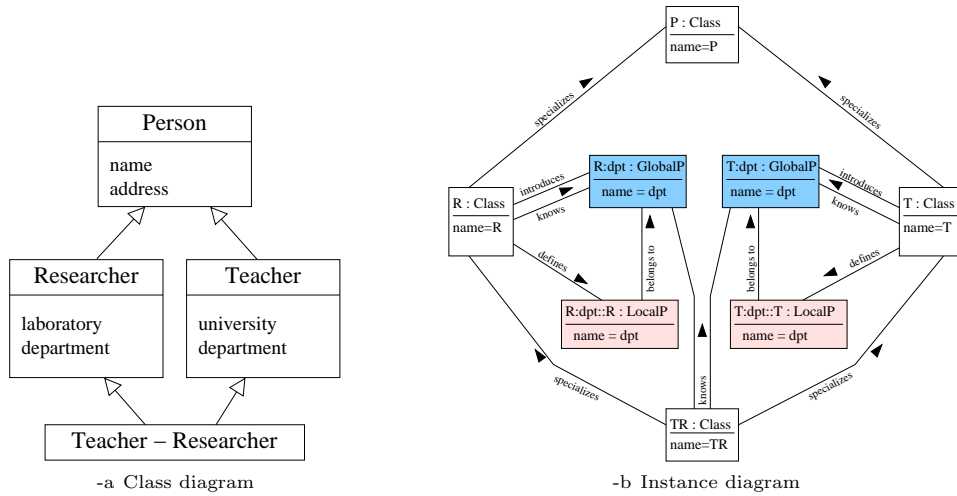 Person
name
address
Researcher
laboratory
department
Teacher
university
department
Teacher – Researcher
-a Class diagram
P : Class
name=P
specializes
specializes
R:dpt : GlobalP
name = dpt
T:dpt : GlobalP
name = dpt
introduces
knows
introduces
knows
R : Class
name=R
T : Class
name=T
defines
belongs to
belongs to
defines
R:dpt::R : LocalP
name = dpt
T:dpt::T : LocalP
name = dpt
specializes
knows
specializes
TR : Class
name=TR
-b Instance diagram